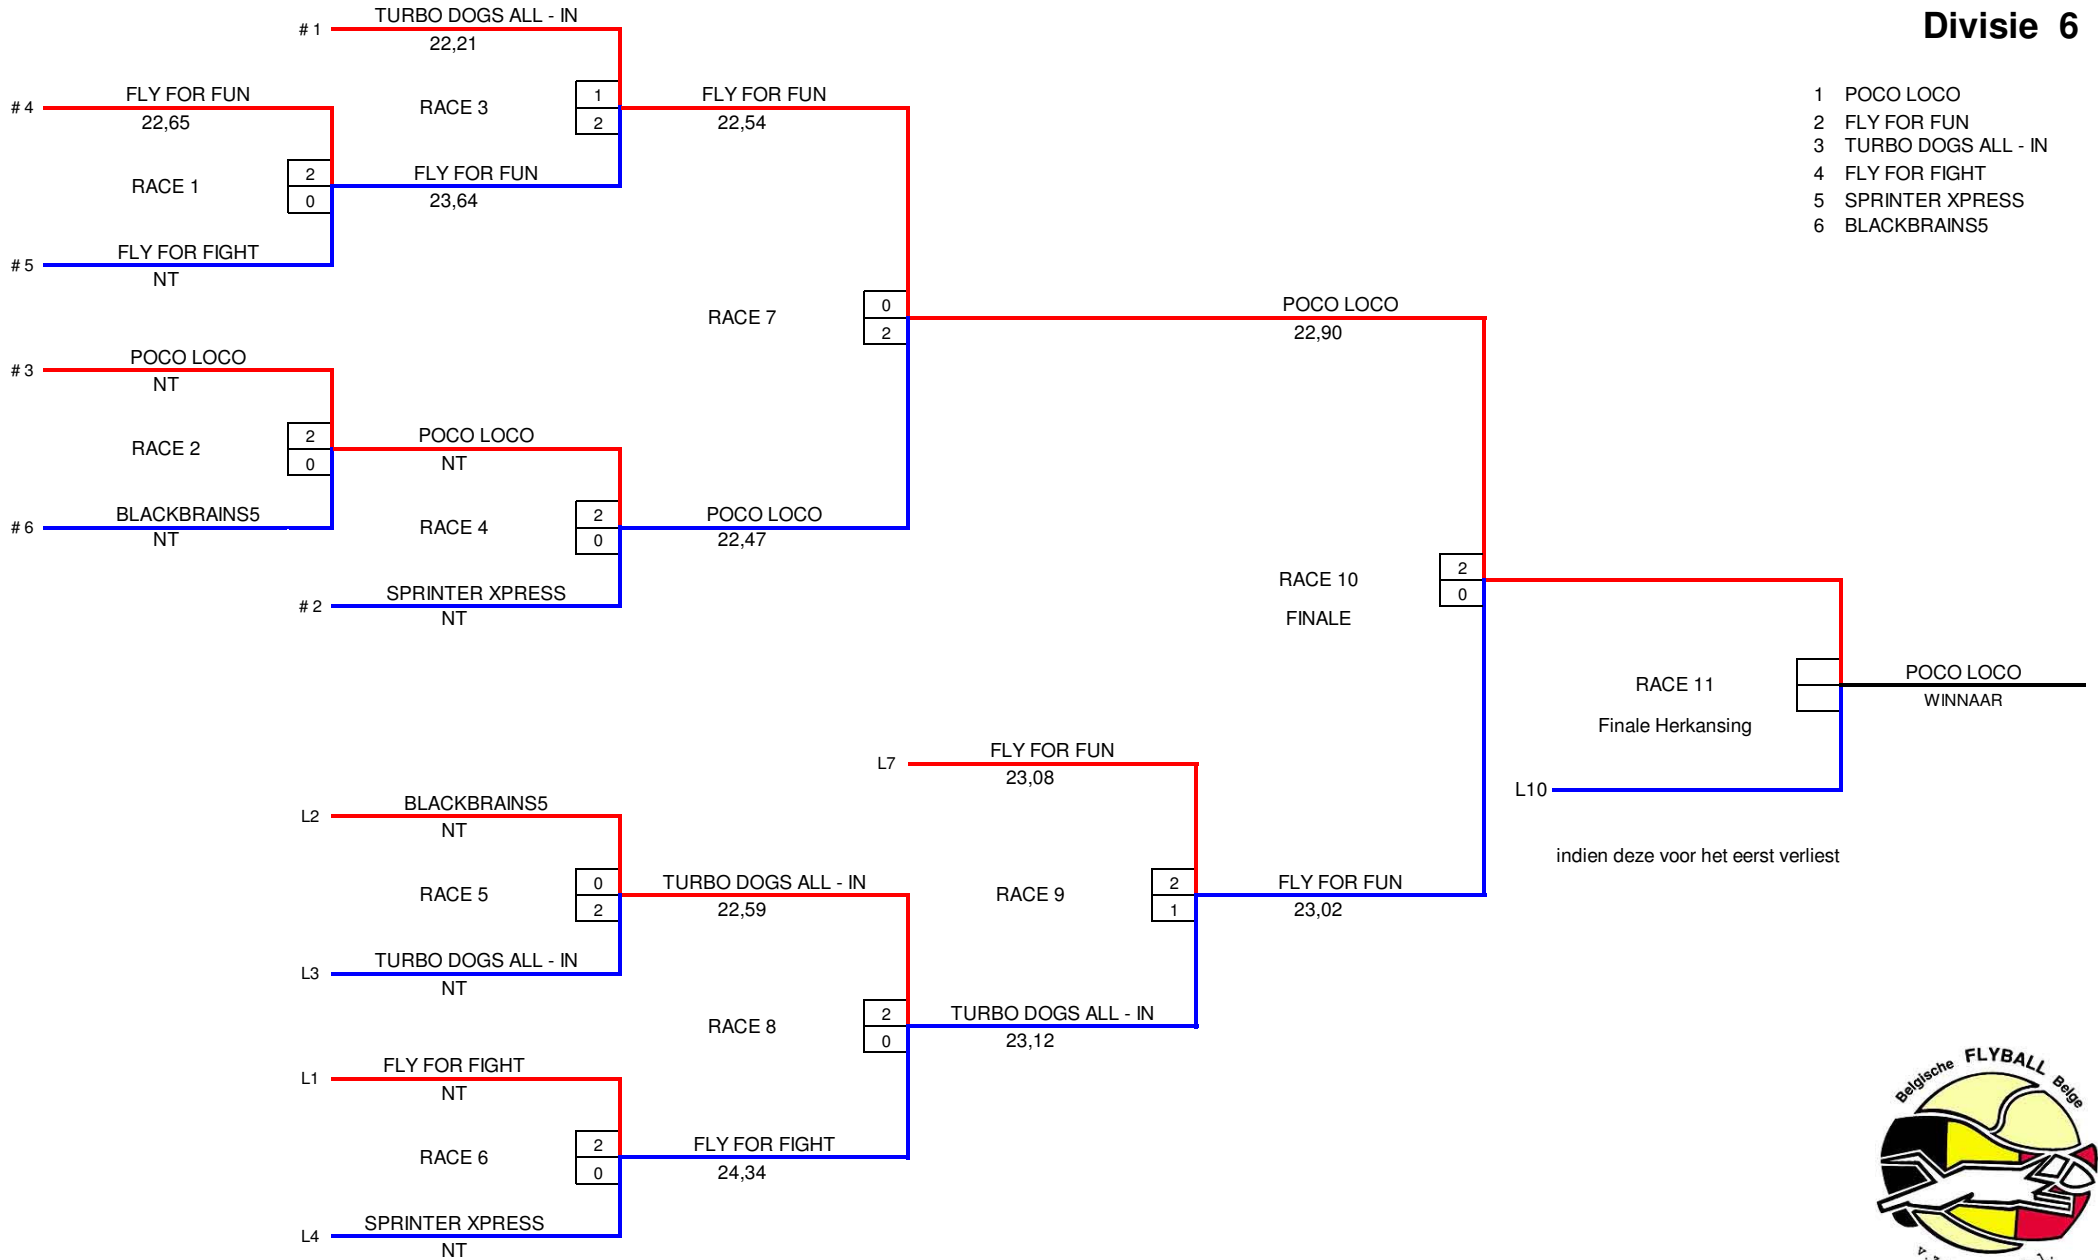 Divisie 6
1 POCO LOCO
2 FLY FOR FUN
3 TURBO DOGS ALL - IN
4 FLY FOR FIGHT
5 SPRINTER XPRESS
6 BLACKBRAINS5
# 1
TURBO DOGS ALL - IN
22,21
# 4
FLY FOR FUN
22,65
RACE 3
1
2
FLY FOR FUN
22,54
RACE 1
2
0
FLY FOR FUN
23,64
# 5
FLY FOR FIGHT
NT
RACE 7
0
2
POCO LOCO
22,90
# 3
POCO LOCO
NT
RACE 2
2
0
POCO LOCO
NT
# 6
BLACKBRAINS5
NT
RACE 4
2
0
POCO LOCO
22,47
# 2
SPRINTER XPRESS
NT
RACE 10
FINALE
2
0
RACE 11
Finale Herkansing
POCO LOCO
WINNAAR
L10
indien deze voor het eerst verliest
L7
FLY FOR FUN
23,08
L2
BLACKBRAINS5
NT
RACE 5
0
2
TURBO DOGS ALL - IN
22,59
RACE 9
2
1
FLY FOR FUN
23,02
L3
TURBO DOGS ALL - IN
NT
RACE 8
2
0
TURBO DOGS ALL - IN
23,12
L1
FLY FOR FIGHT
NT
RACE 6
2
0
FLY FOR FIGHT
24,34
L4
SPRINTER XPRESS
NT
Belgische FLYBALL Belge